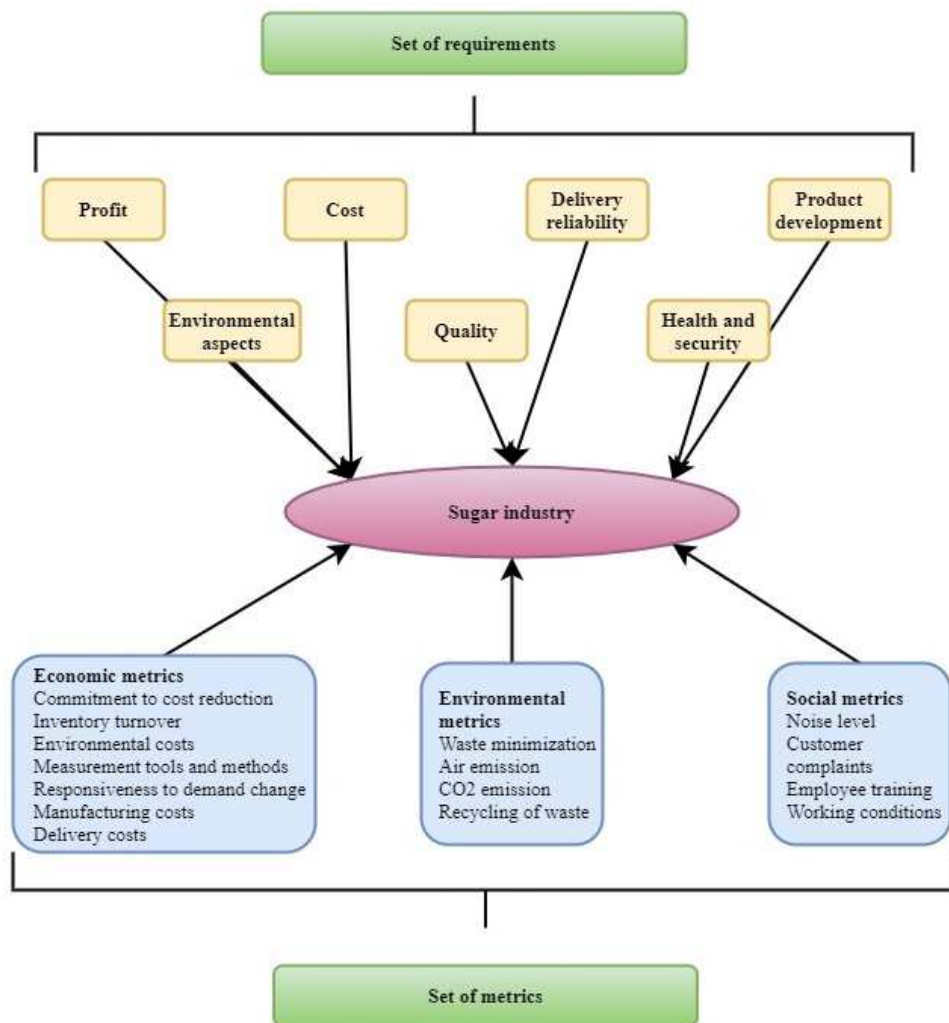 Set of requirements
Profit
Cost
Delivery
reliability
Product
development
Environmental
aspects
Quality
Health and
security
Sugar industry
Economic metrics
Commitment to cost reduction
Inventory turnover
Environmental costs
Measurement tools and methods
Responsiveness to demand change
Manufacturing costs
Delivery costs
Environmental
metrics
Waste minimization
Air emission
CO2 emission
Recycling of waste
Social metrics
Noise level
Customer
complaints
Employee training
Working conditions
Set of metrics